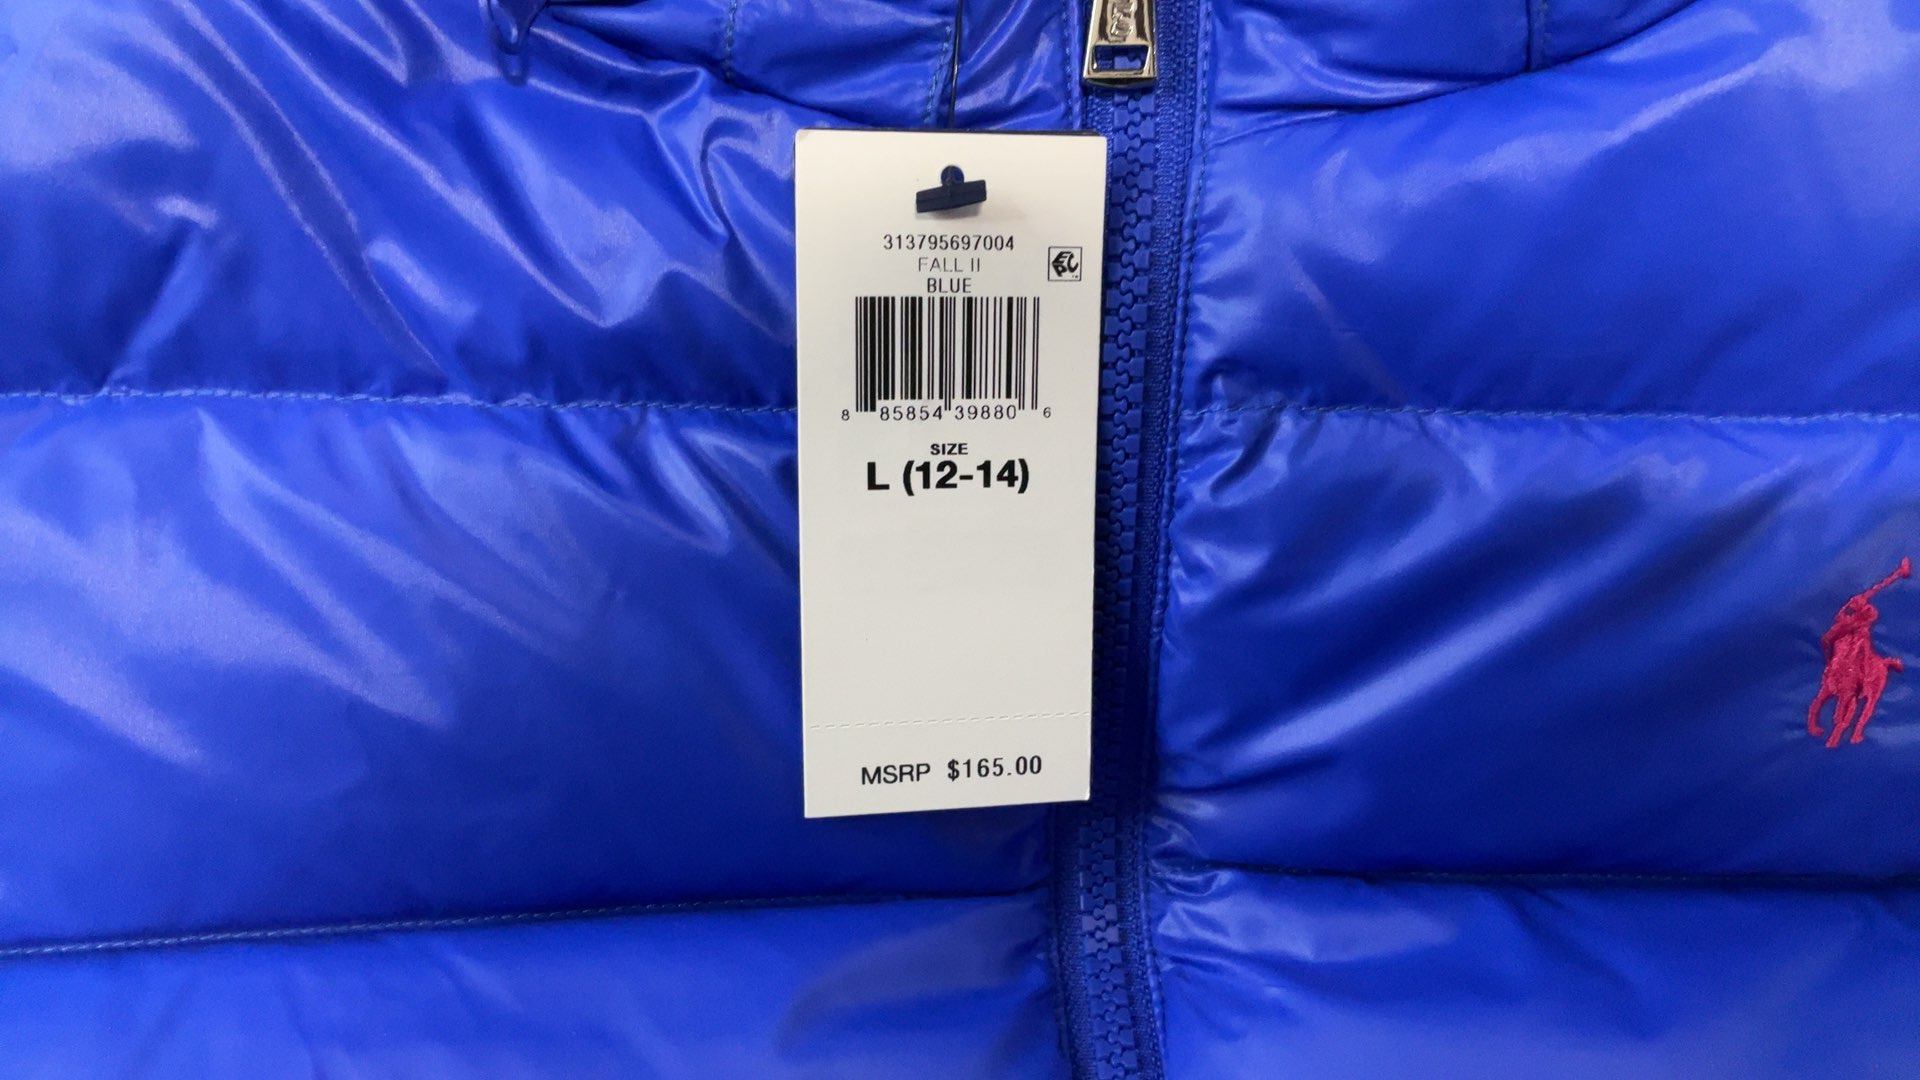 313795697004
FALL II
BLUE
8 85854 39880 6
SIZE
L (12-14)
MSRP $165.00